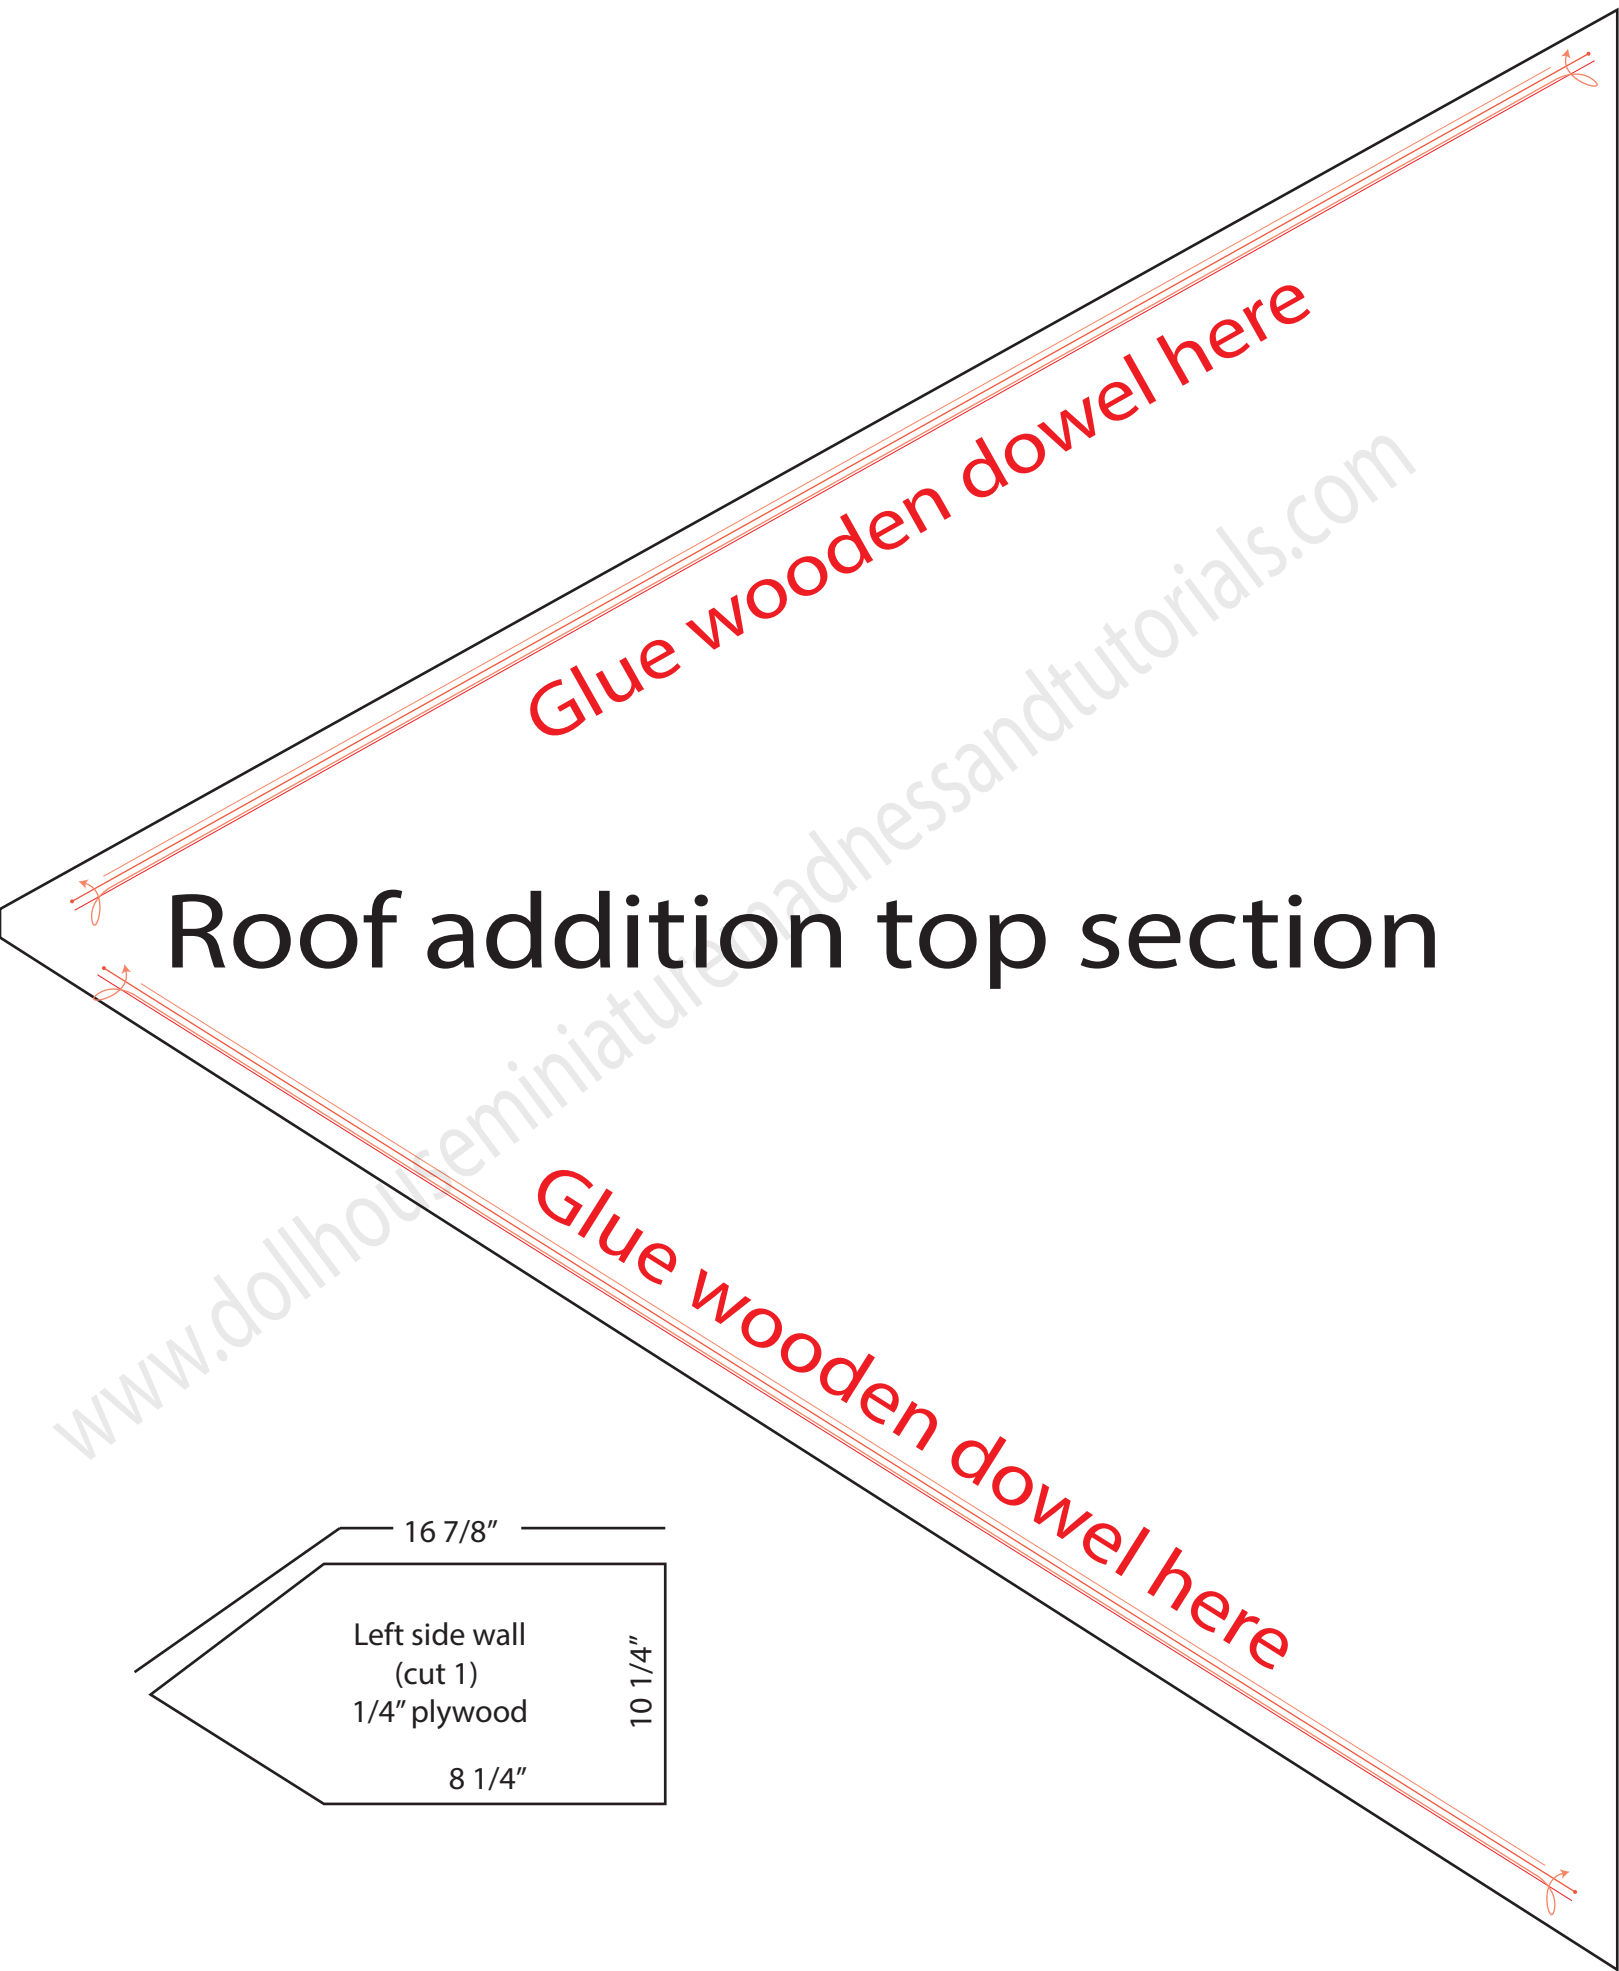 Glue wooden dowel here
www.dollhouseminiaturemadnessandtutorials.com
Roof addition top section
Glue wooden dowel here
16 7/8”
Left side wall
(cut 1)
1/4” plywood
10 1/4”
8 1/4”